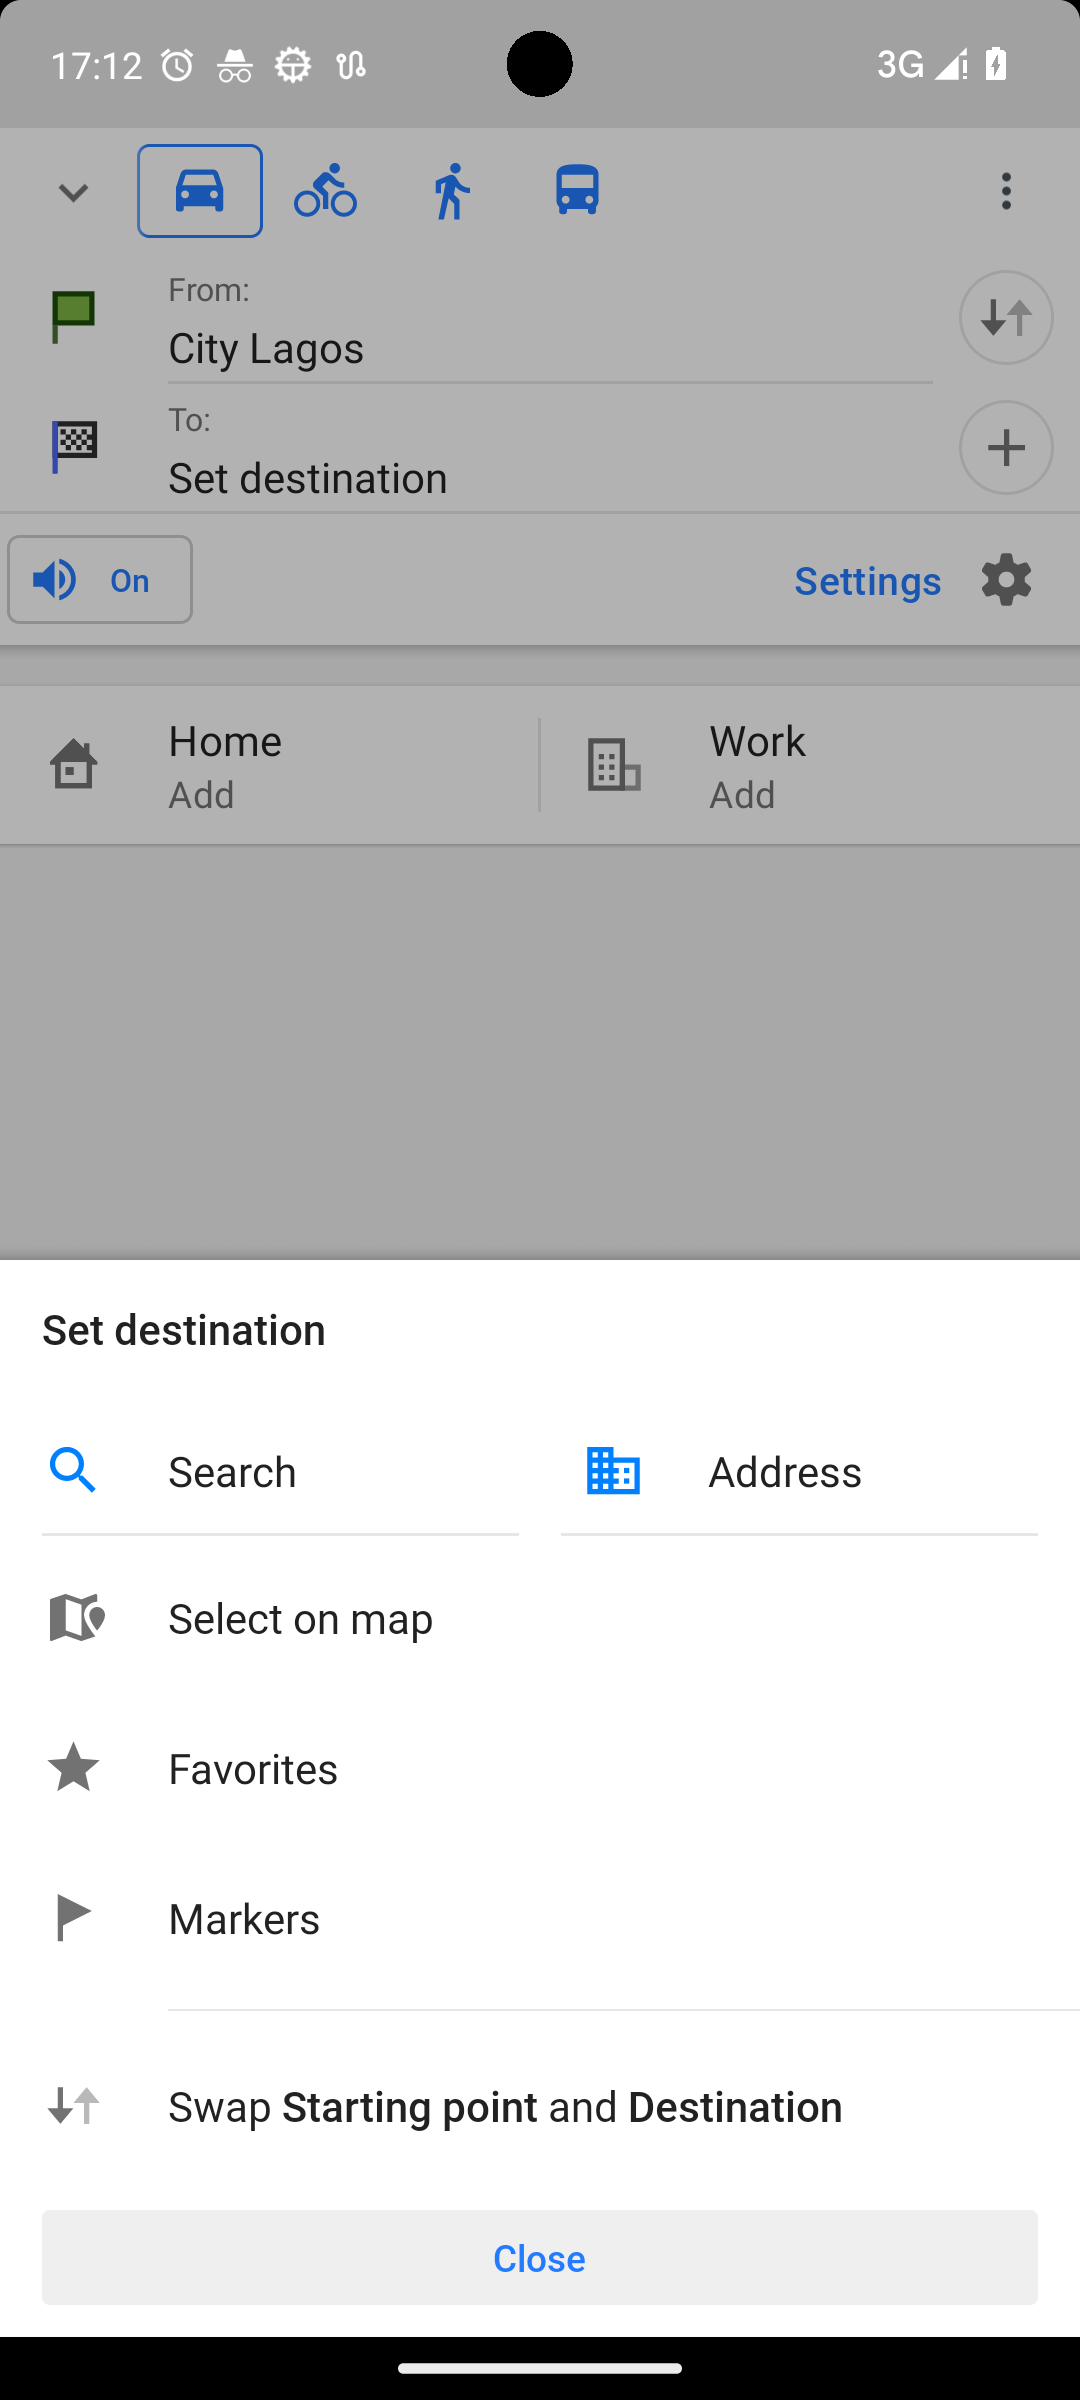 17:12
3G
From:
City Lagos
To:
Set destination
On
Settings
Home
Add
Work
Add
Set destination
Search
Address
Select on map
Favorites
Markers
Swap Starting point and Destination
Close